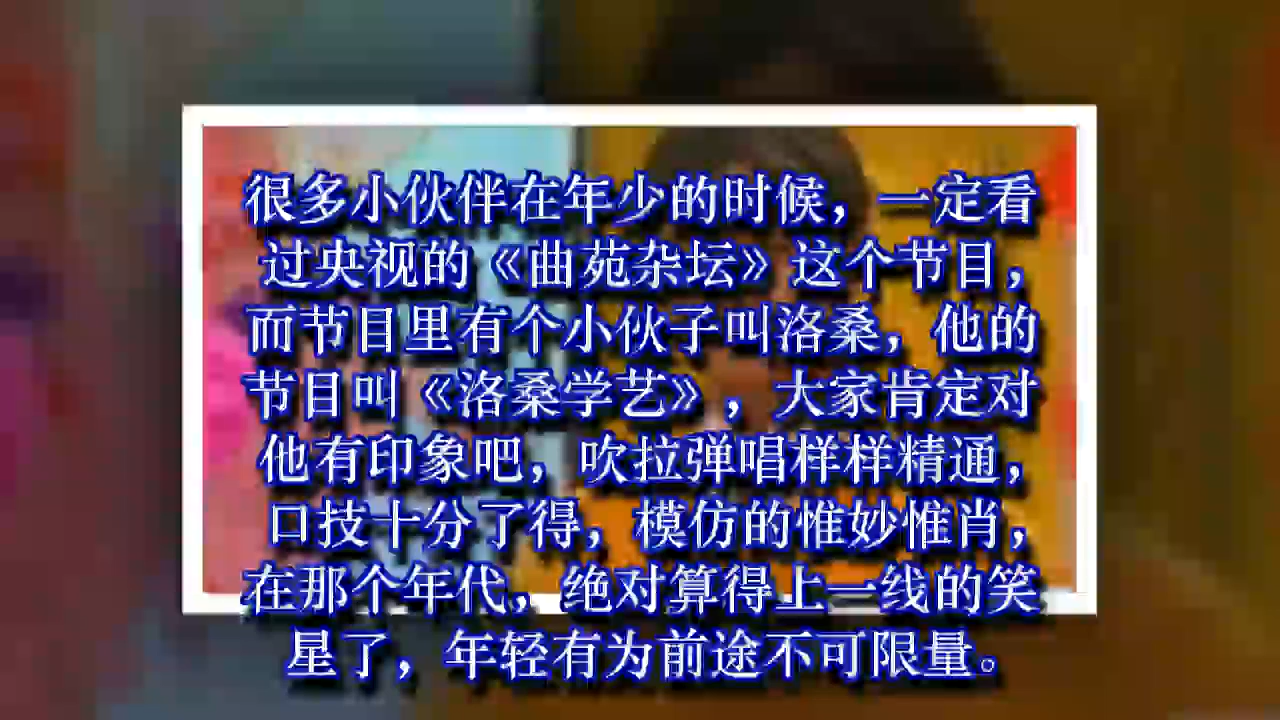 很多小伙伴在年少的时候，一定看
过央视的《曲苑杂坛》这个节目，
而节目里有个小伙子叫洛桑，他的
节目叫《洛桑学艺》，大家肯定对
他有印象吧，吹拉弹唱样样精通，
口技十分了得，模仿的惟妙惟肖，
在那个年代，绝对算得上一线的笑
星了，年轻有为前途不可限量。